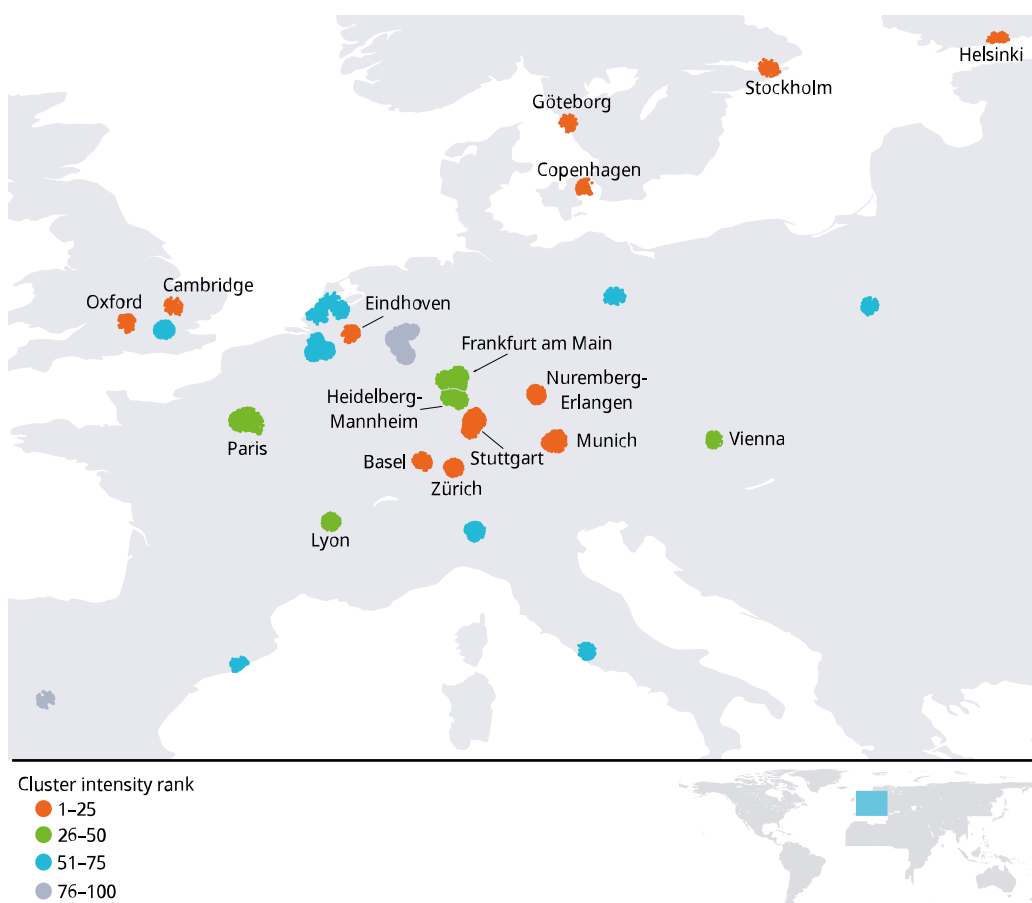 Helsinki
Stockholm
Göteborg
Copenhagen
Cambridge
Oxford
Eindhoven
Frankfurt am Main
Nuremberg-
Erlangen
Heidelberg-
Mannheim
Paris
Munich
Vienna
Stuttgart
Basel
Zürich
Lyon
Cluster intensity rank
1–25
26–50
51–75
76–100